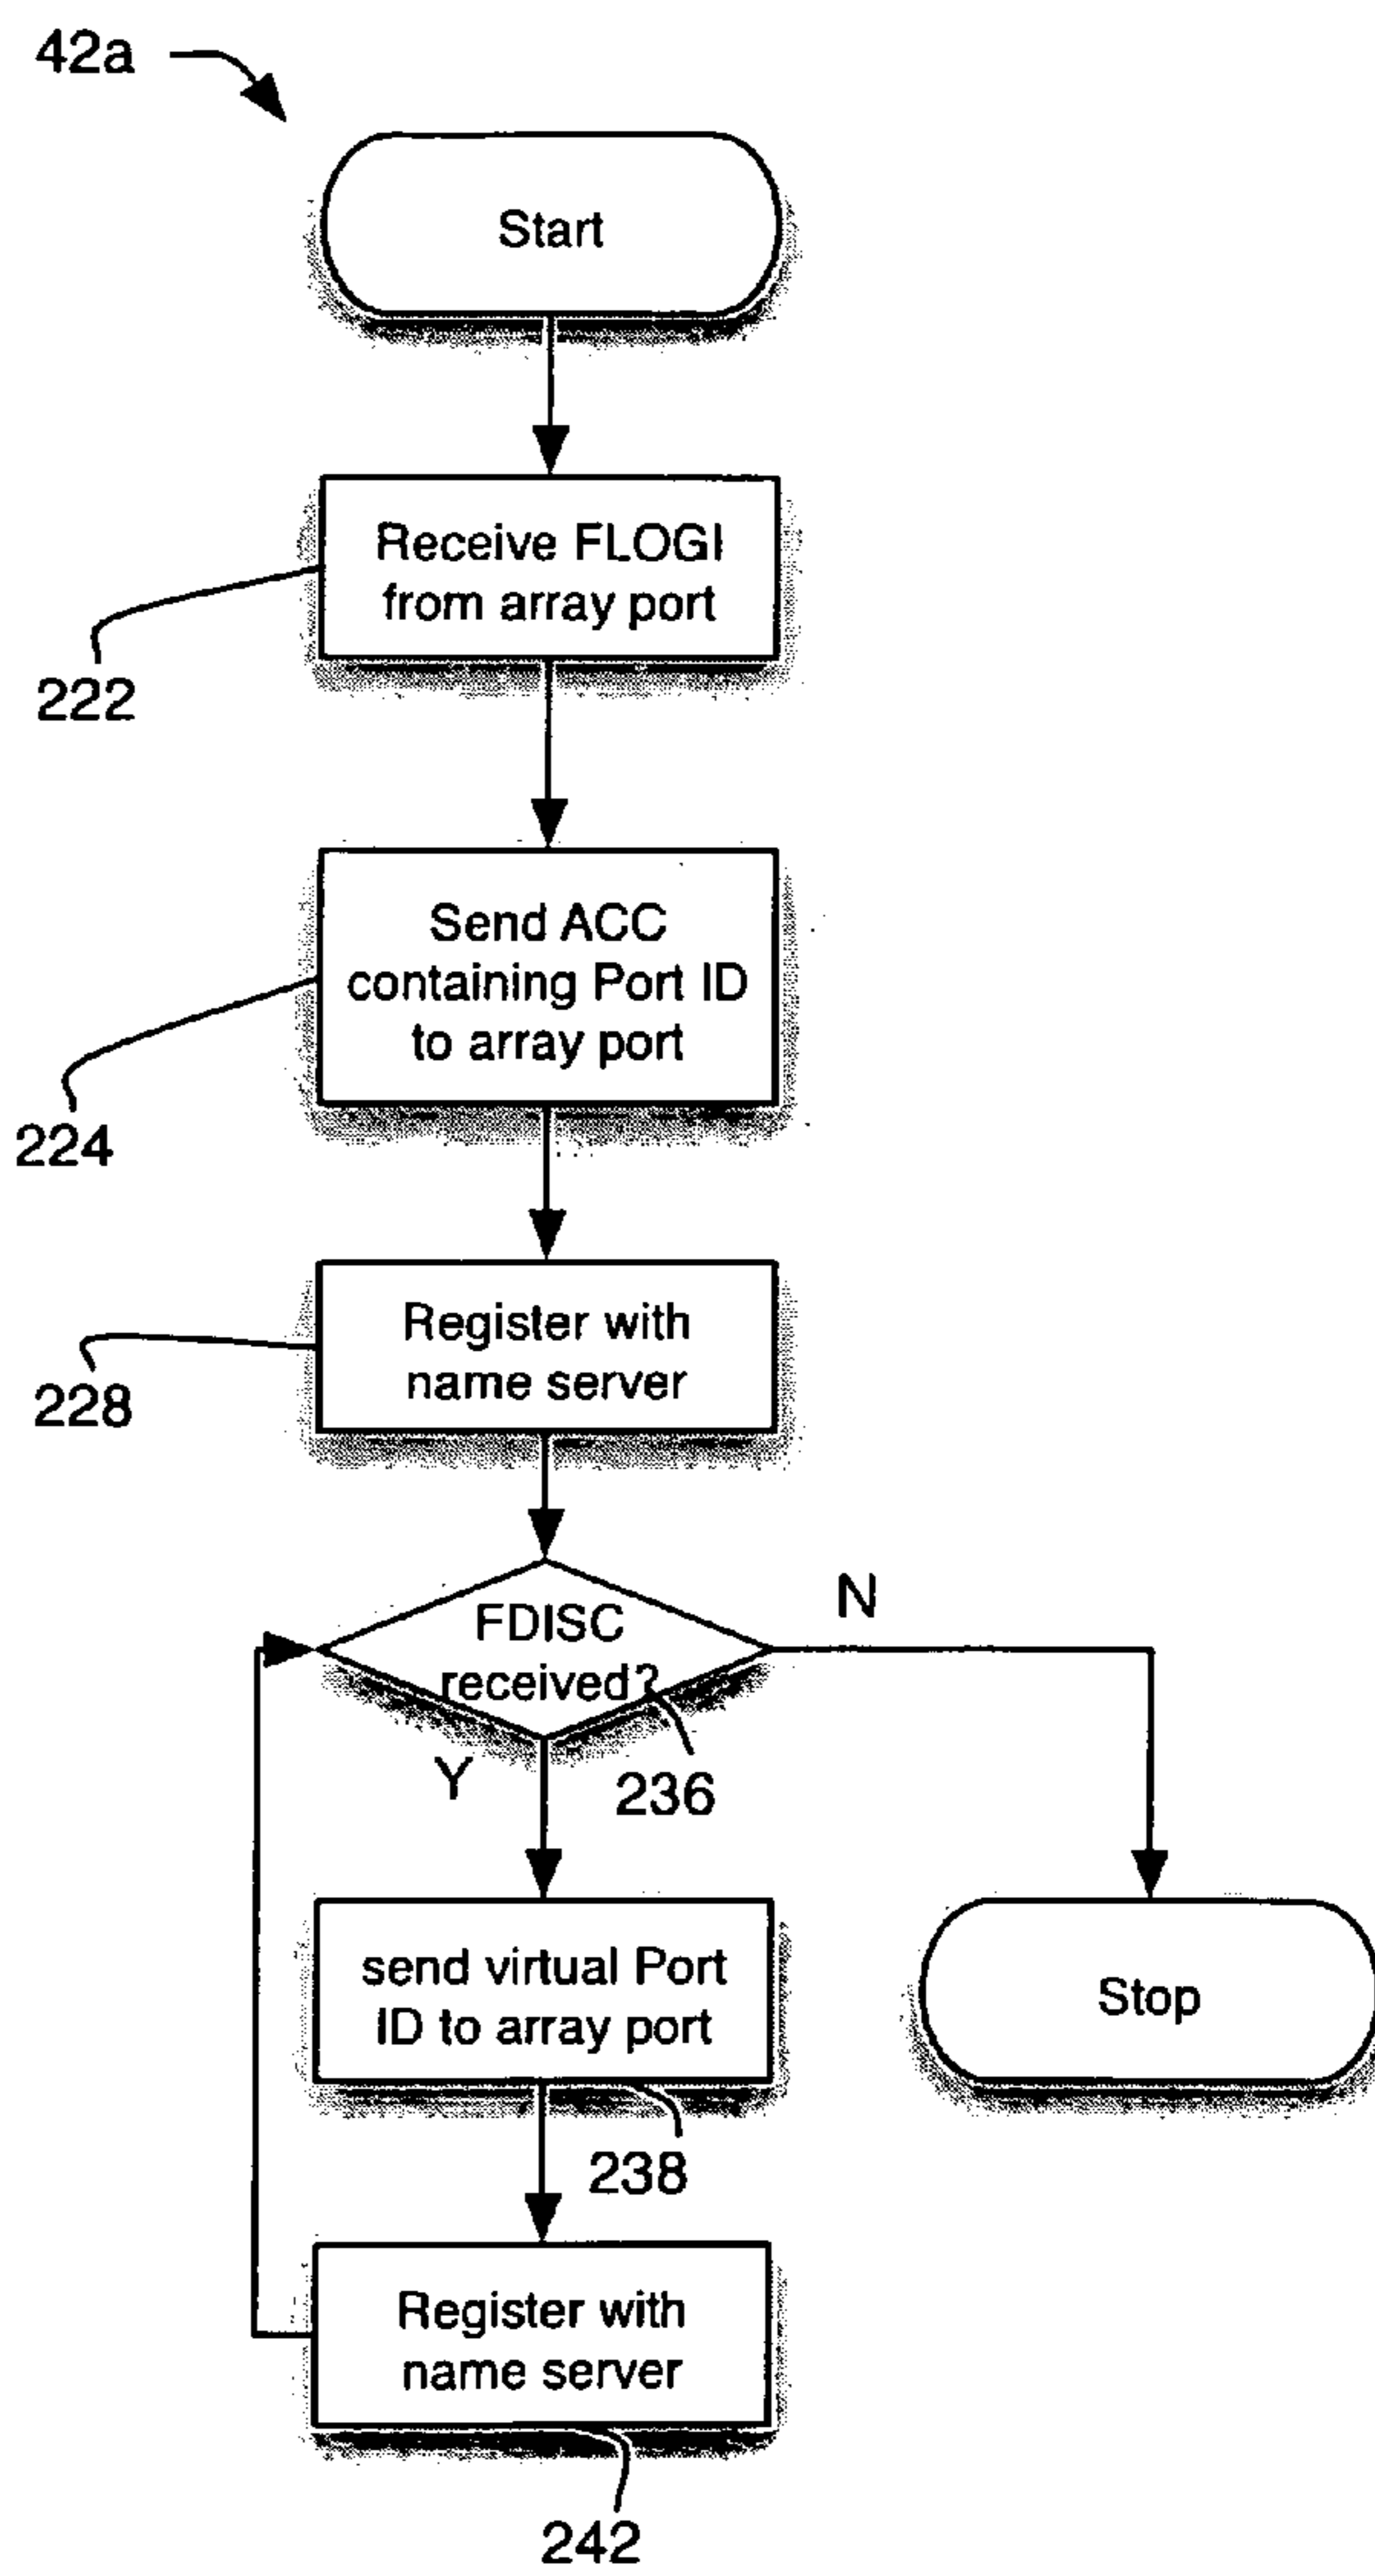 42a
Start
Receive FLOGI
from array port
222
Send ACC
containing Port ID
to array port
224
Register with
name server
228
FDISC
received?
N
Y
236
send virtual Port
ID to array port
Stop
238
Register with
name server
242